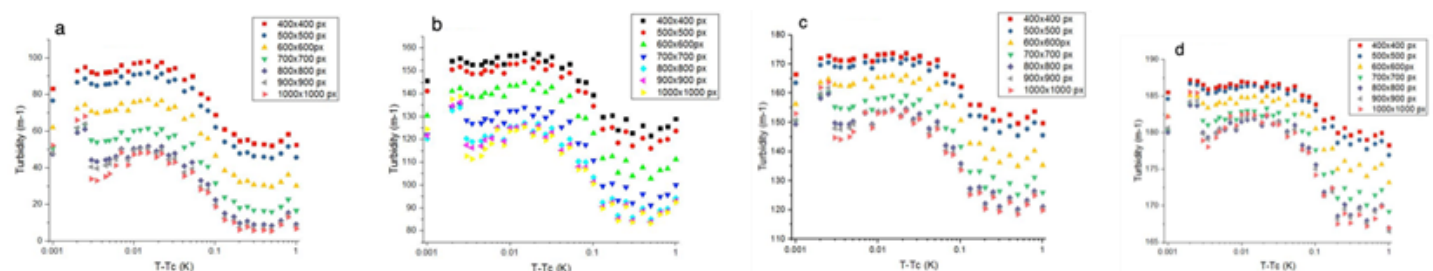 a
400x400 px
500x500 px
600x600px
700x700 px
800x800 px
900x900 px
1000x1000 px
100
80
60
40
20
0
Turbidity (m-1)
0.001
0.01
0.1
1
T-Tc (K)
b
400x400 px
500x500 px
600x600 px
700x700px
800x800 px
900x900 px
1000x1000 px
160
150
140
130
120
110
100
90
80
Turbidity (m-1)
0.001
0.01
0.1
1
T-Tc (K)
c
400x400 px
500x500 px
600x600px
700x700 px
800x800 px
900x900 px
1000x1000 px
180
170
160
150
140
130
120
110
Turbidity (m-1)
0.001
0.01
0.1
1
T-Tc (K)
d
400x400 px
500x500 px
600x600px
700x700 px
800x800 px
900x900 px
1000x1000 px
190
185
180
175
170
165
Turbidity (m-1)
0.001
0.01
0.1
1
T-Tc (K)